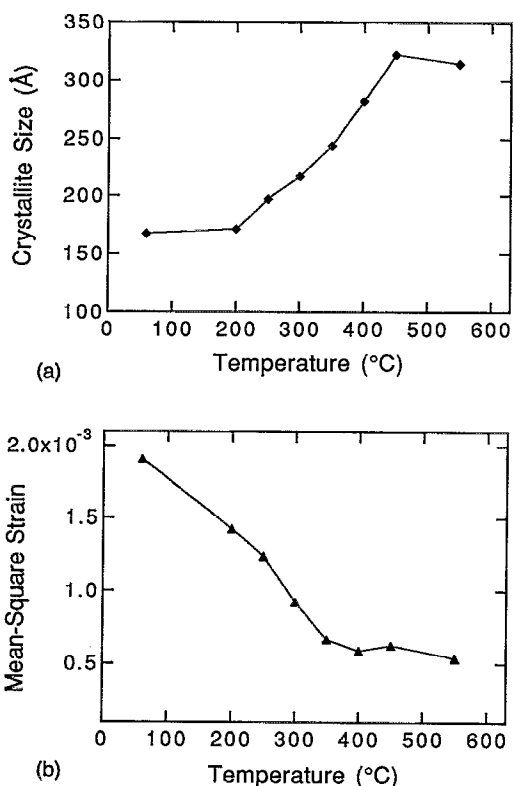 350
300
250
200
150
100
Crystallite Size (Å)
0 100 200 300 400 500 600
Temperature (°C)
(a)
2.0x10-3
1.5
1.0
0.5
Mean-Square Strain
0 100 200 300 400 500 600
Temperature (°C)
(b)